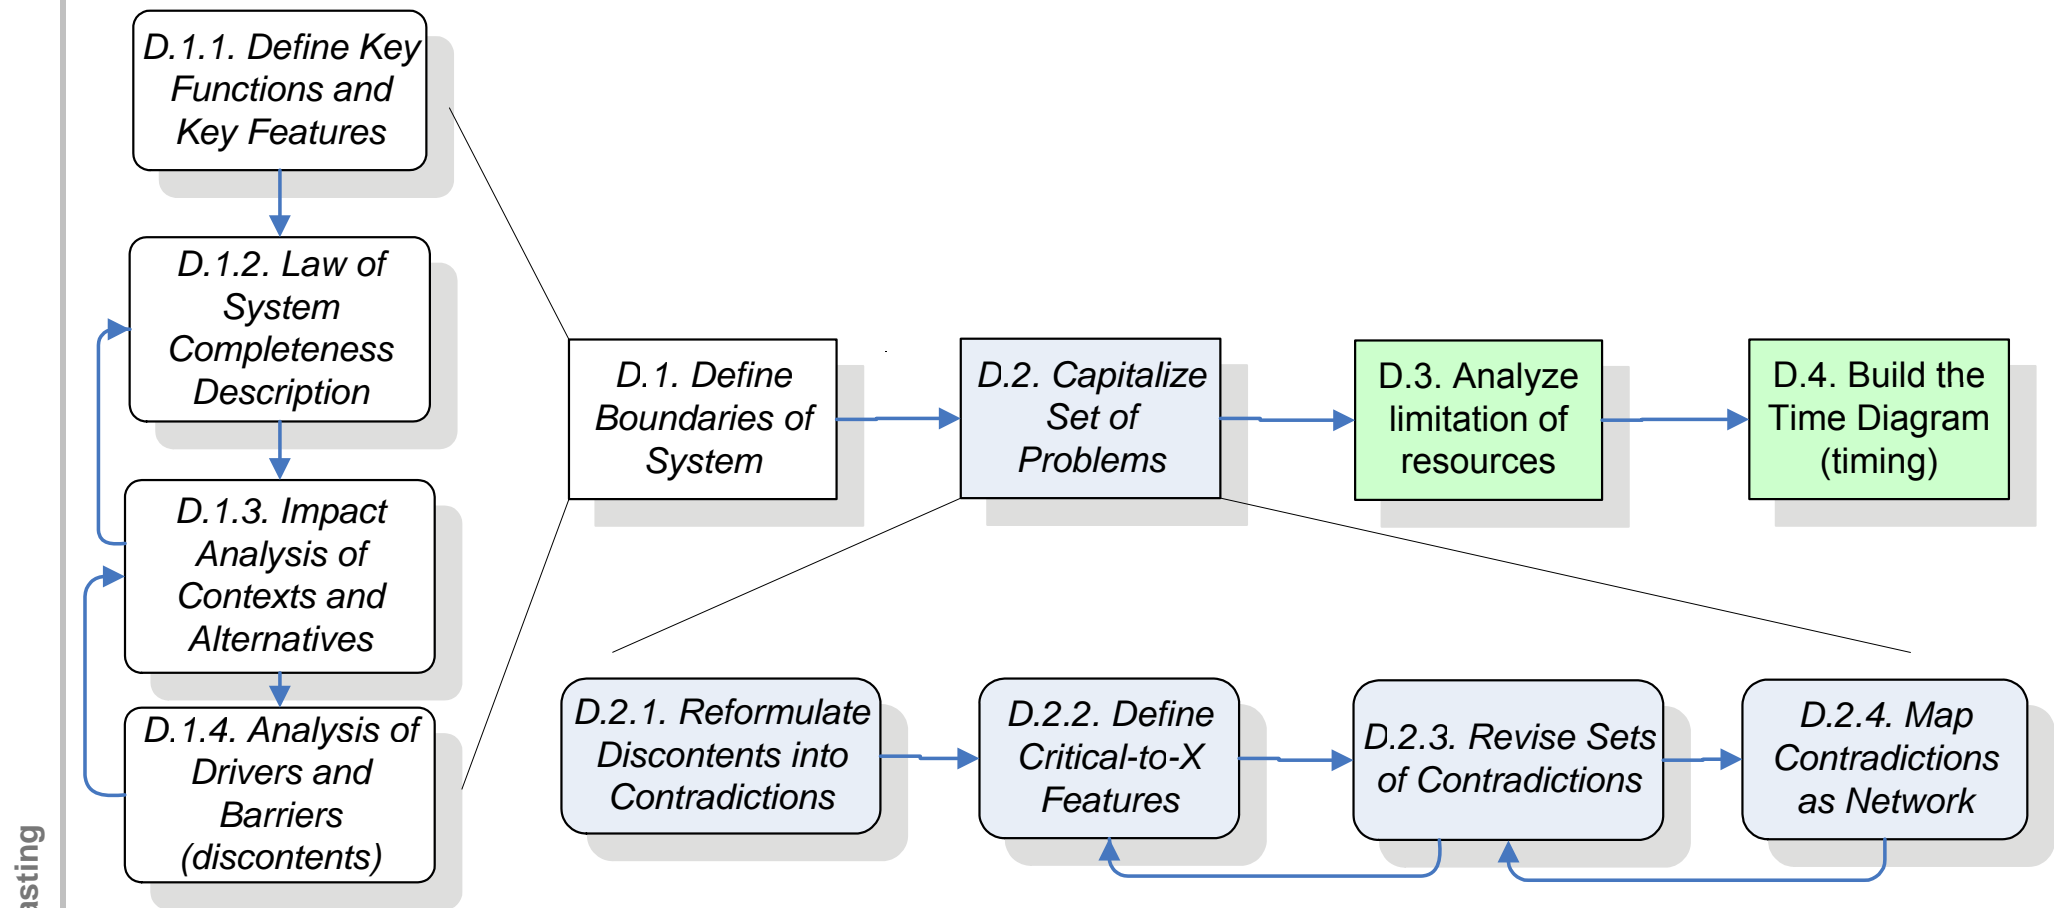 D.1.1. Define Key
Functions and
Key Features
D.1.2. Law of
System
Completeness
Description
D.1.3. Impact
Analysis of
Contexts and
Alternatives
D.1.4. Analysis of
Drivers and
Barriers
(discontents)
D.1. Define
Boundaries of
System
D.2. Capitalize
Set of
Problems
D.3. Analyze
limitation of
resources
D.4. Build the
Time Diagram
(timing)
D.2.1. Reformulate
Discontents into
Contradictions
D.2.2. Define
Critical-to-X
Features
D.2.3. Revise Sets
of Contradictions
D.2.4. Map
Contradictions
as Network